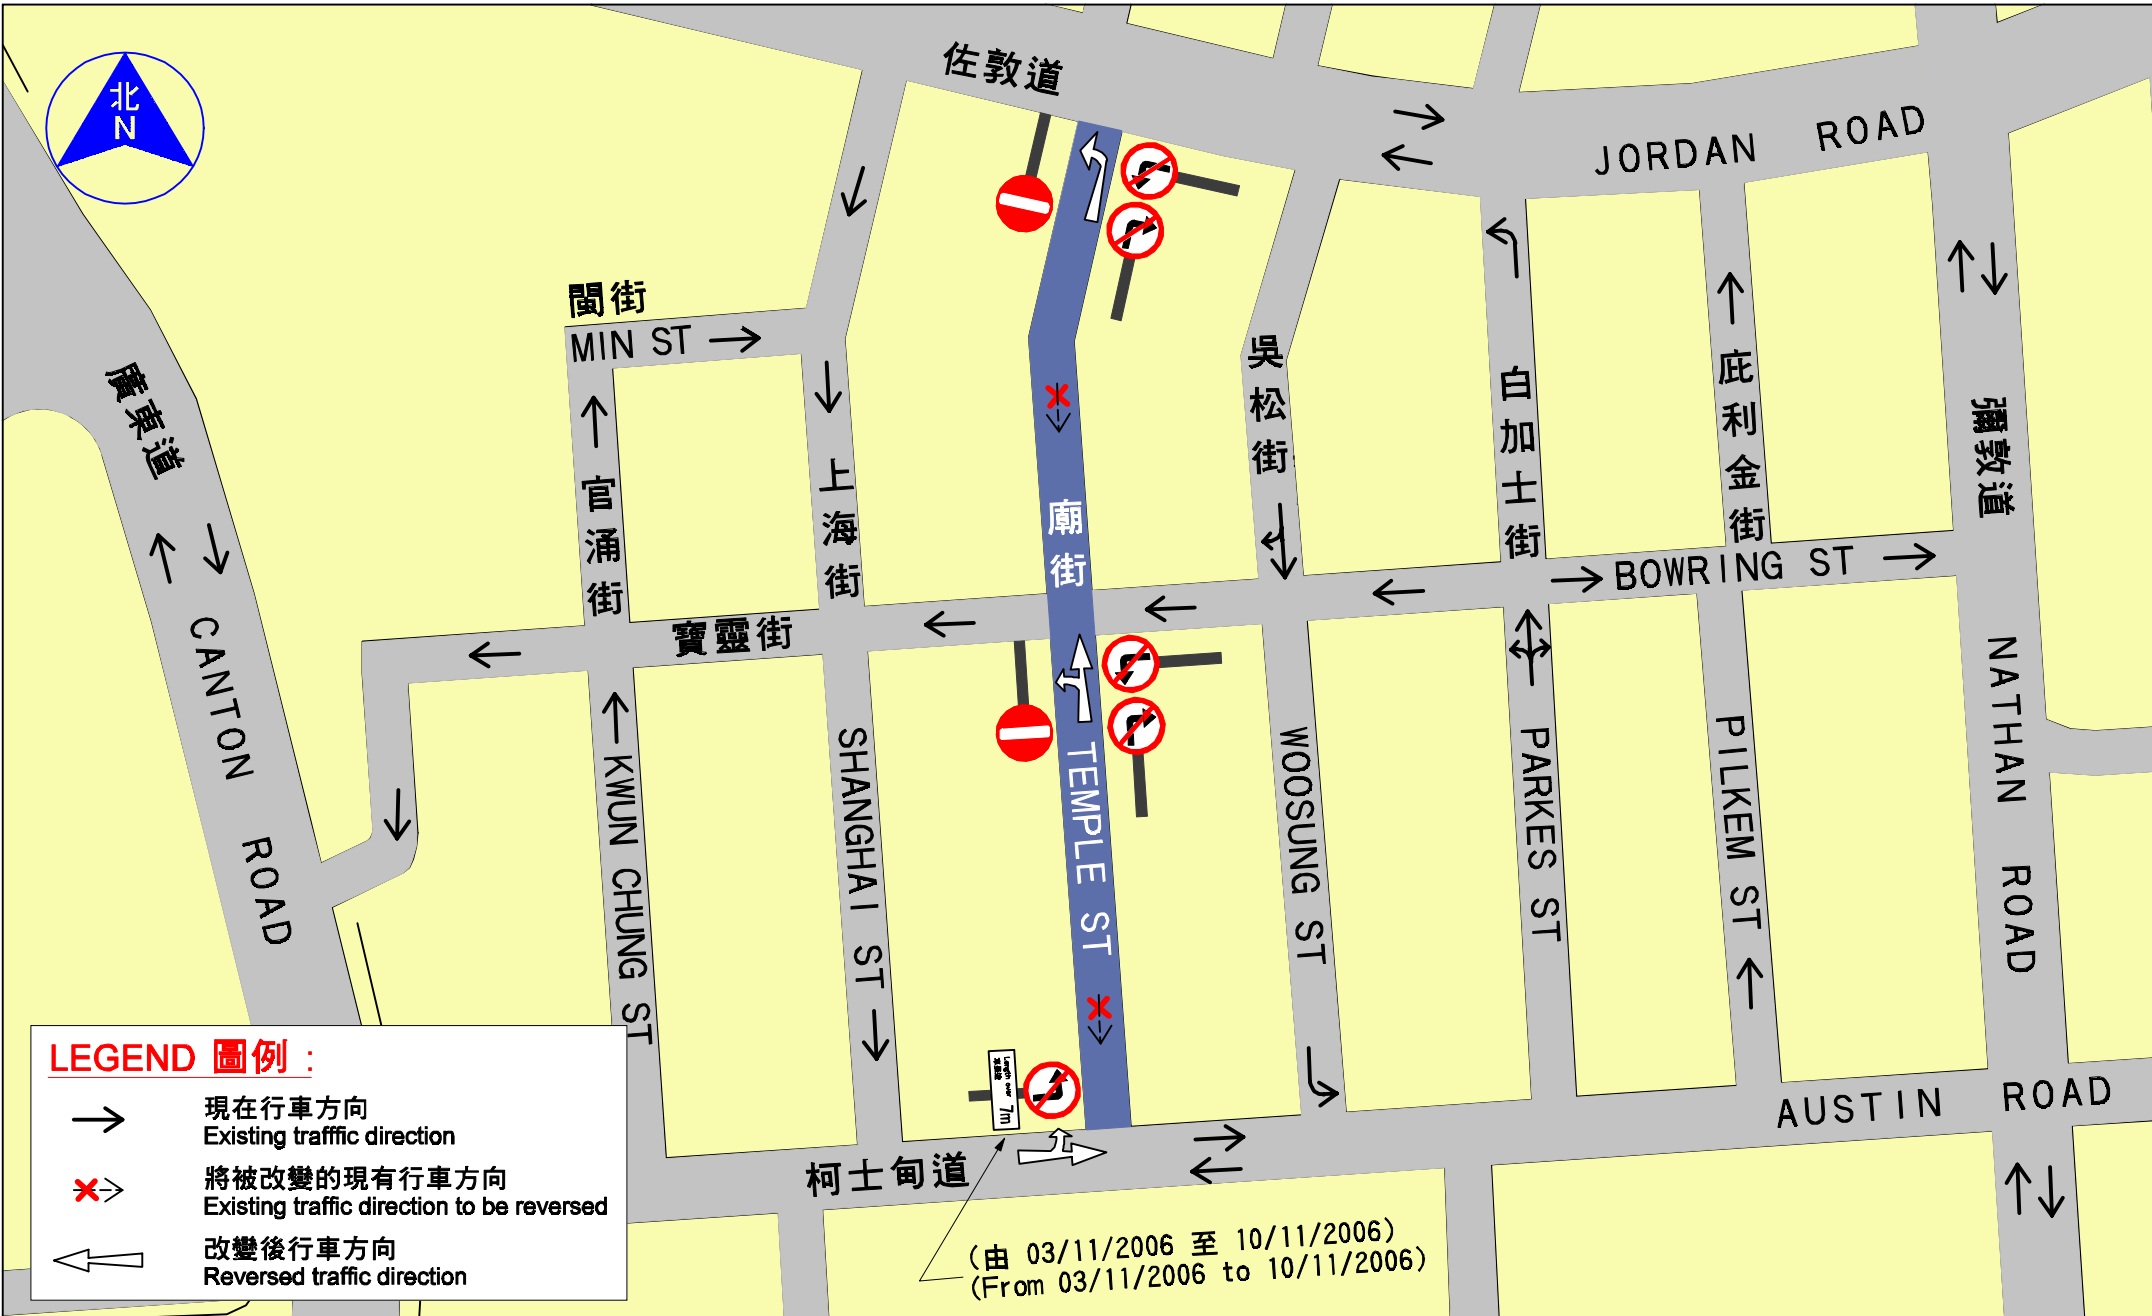 北
N
佐敦道
JORDAN ROAD
閩街
MIN ST
廣東道
CANTON ROAD
官涌街
KWUN CHUNG ST
上海街
SHANGHAI ST
廟街
TEMPLE ST
吳松街
WOOSUNG ST
白加士街
PARKES ST
庇利金街
PILKEM ST
彌敦道
NATHAN ROAD
寶靈街
BOWRING ST
Length over
7m
柯士甸道
AUSTIN ROAD
(由 03/11/2006 至 10/11/2006)
(From 03/11/2006 to 10/11/2006)
LEGEND 圖例 :
現在行車方向
Existing trafffic direction
將被改變的現有行車方向
Existing traffic direction to be reversed
改變後行車方向
Reversed traffic direction